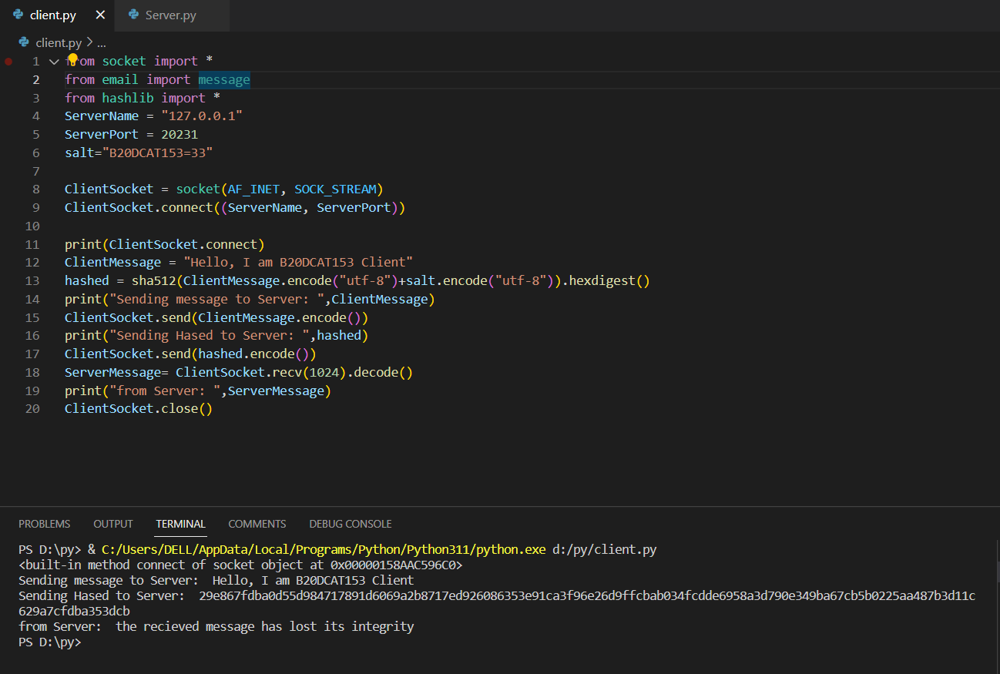 client.py × Server.py
client.py > ...
1 from socket import *
2 from email import message
3 from hashlib import *
4 ServerName = "127.0.0.1"
5 ServerPort = 20231
6 salt="B20DCAT153=33"
7
8 ClientSocket = socket(AF_INET, SOCK_STREAM)
9 ClientSocket.connect((ServerName, ServerPort))
10
11 print(ClientSocket.connect)
12 ClientMessage = "Hello, I am B20DCAT153 Client"
13 hashed = sha512(ClientMessage.encode("utf-8")+salt.encode("utf-8")).hexdigest()
14 print("Sending message to Server: ",ClientMessage)
15 ClientSocket.send(ClientMessage.encode())
16 print("Sending Hased to Server: ",hashed)
17 ClientSocket.send(hashed.encode())
18 ServerMessage= ClientSocket.recv(1024).decode()
19 print("from Server: ",ServerMessage)
20 ClientSocket.close()
PROBLEMS OUTPUT TERMINAL COMMENTS DEBUG CONSOLE
PS D:\py> & C:/Users/DELL/AppData/Local/Programs/Python/Python311/python.exe d:/py/client.py
<built-in method connect of socket object at 0x00000158AAC596C0>
Sending message to Server:  Hello, I am B20DCAT153 Client
Sending Hased to Server:  29e867fdba0d55d984717891d6069a2b8717ed926086353e91ca3f96e26d9ffcbab034fcdde6958a3d790e349ba67cb5b0225aa487b3d11c
629a7cfdba353dcb
from Server:  the recieved message has lost its integrity
PS D:\py>